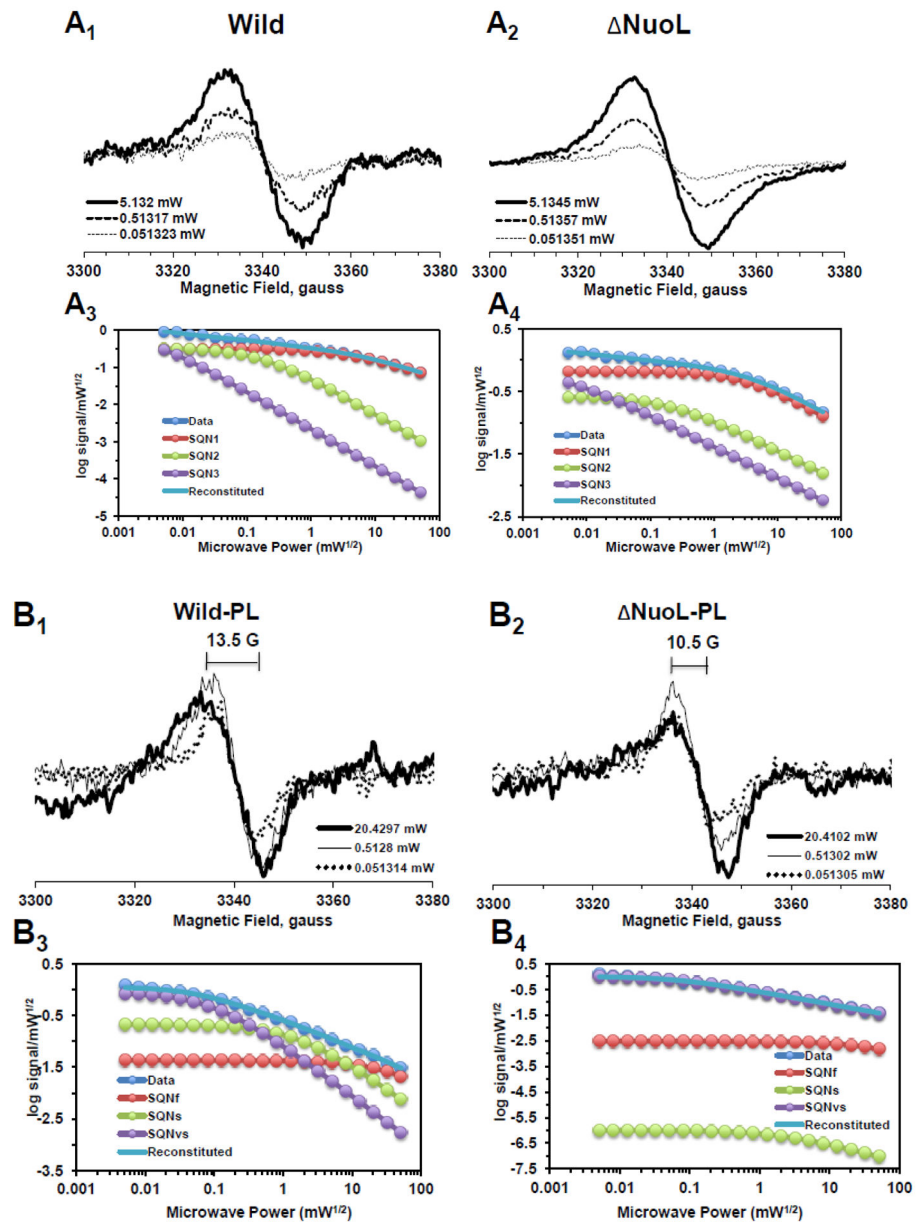 A1 Wild
5.132 mW
0.51317 mW
0.051323 mW
3300 3320 3340 3360 3380
Magnetic Field, gauss
A2 ΔNuoL
5.1345 mW
0.51357 mW
0.051351 mW
3300 3320 3340 3360 3380
Magnetic Field, gauss
A3
log signal/mW1/2
0
-1
-2
-3
-4
-5
Data
SQN1
SQN2
SQN3
Reconstituted
0.001 0.01 0.1 1 10 100
Microwave Power (mW1/2)
A4
log signal/mW1/2
0.4
-0.5
-1.5
-2.5
Data
SQN1
SQN2
SQN3
Reconstituted
0.001 0.01 0.1 1 10 100
Microwave Power (mW1/2)
B1 Wild-PL
13.5 G
20.4297 mW
0.5128 mW
0.051314 mW
3300 3320 3340 3360 3380
Magnetic Field, gauss
B2 ΔNuoL-PL
10.5 G
20.4102 mW
0.51302 mW
0.051305 mW
3300 3320 3340 3360 3380
Magnetic Field, gauss
B3
log signal/mW1/2
0.5
-0.5
-1.5
-2.5
-3.5
Data
SQNf
SQNs
SQNvs
Reconstituted
0.001 0.01 0.1 1 10 100
Microwave Power (mW1/2)
B4
log signal/mW1/2
0.5
-0.5
-1.5
-2.5
-3.5
-4.5
-5.5
-6.5
-7.5
Data
SQNf
SQNs
SQNvs
Reconstituted
0.001 0.01 0.1 1 10 100
Microwave Power (mW1/2)